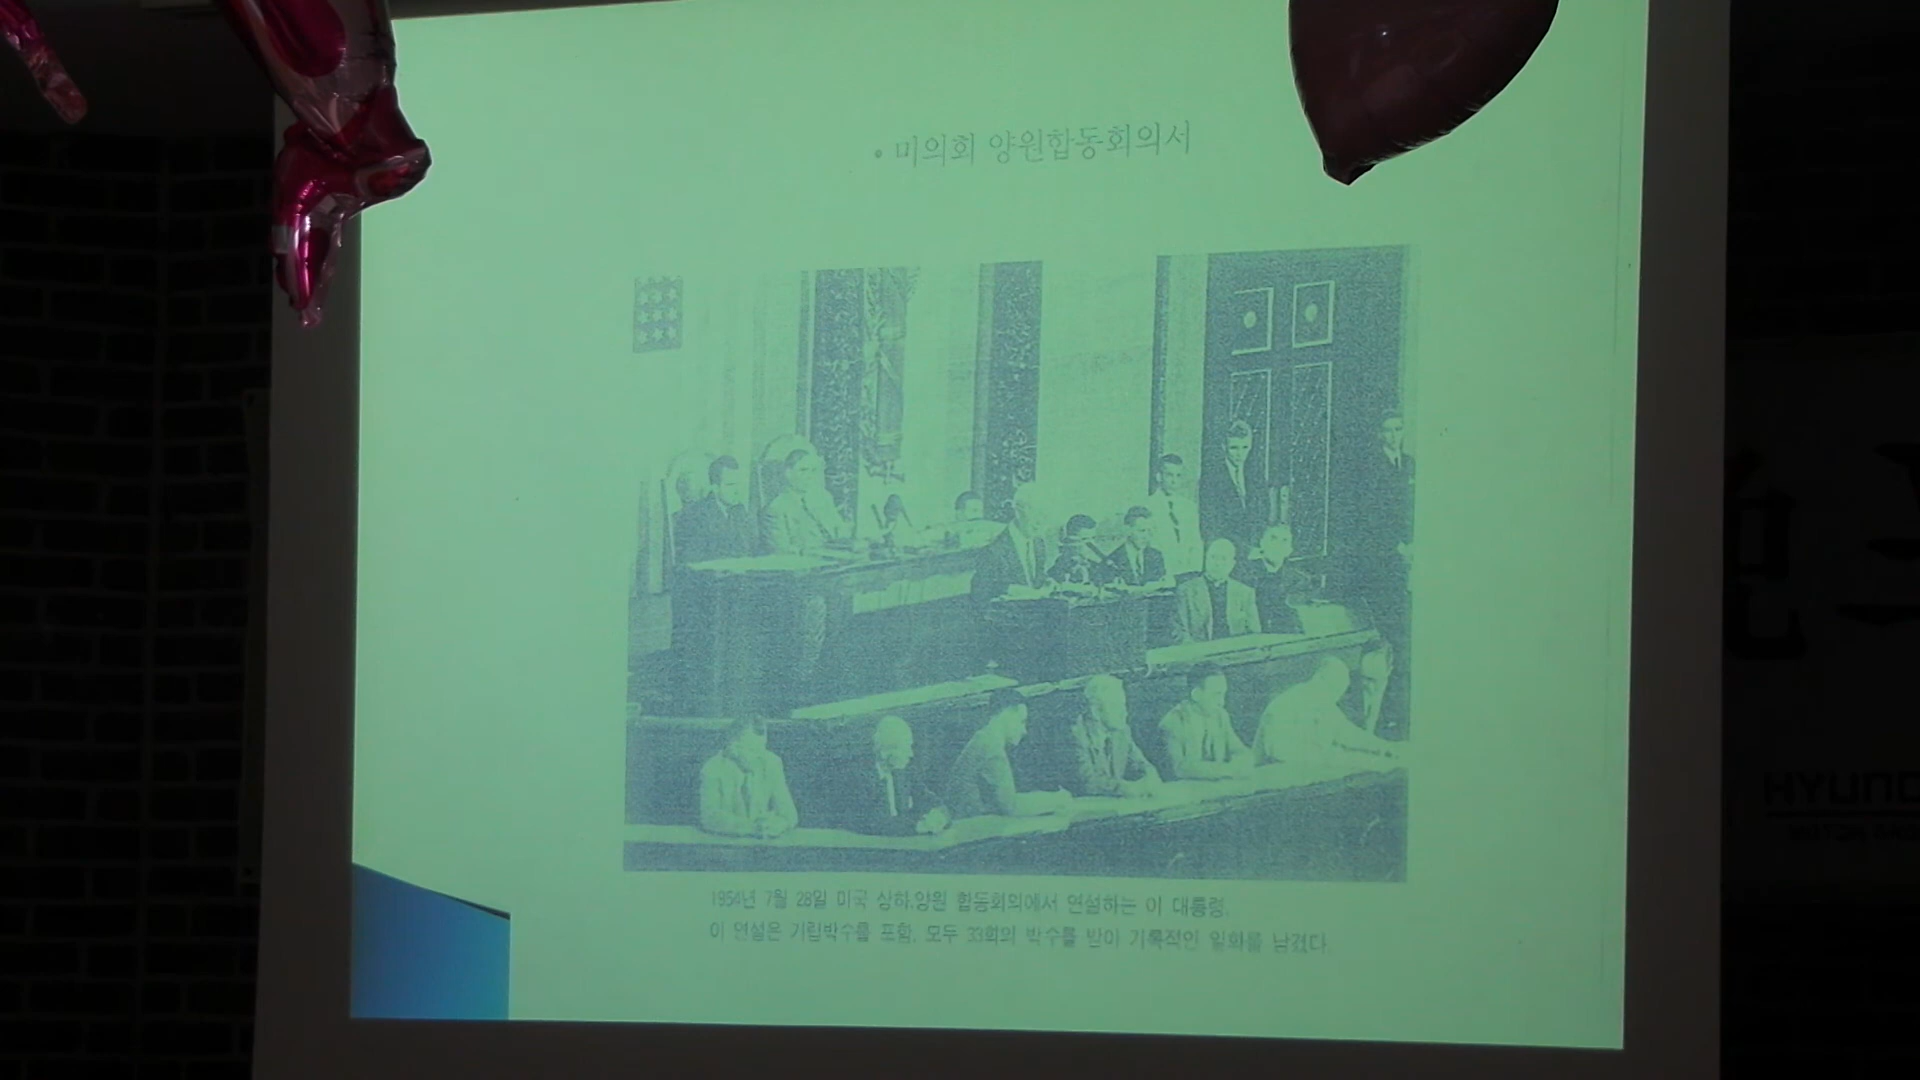 • 미의회 양원합동회의서
1954년 7월 28일 미국 상하.양원 합동회의에서 연설하는 이 대통령.
이 연설은 기립박수를 포함, 모두 33회의 박수를 받아 기록적인 일화를 남겼다.
HYUND